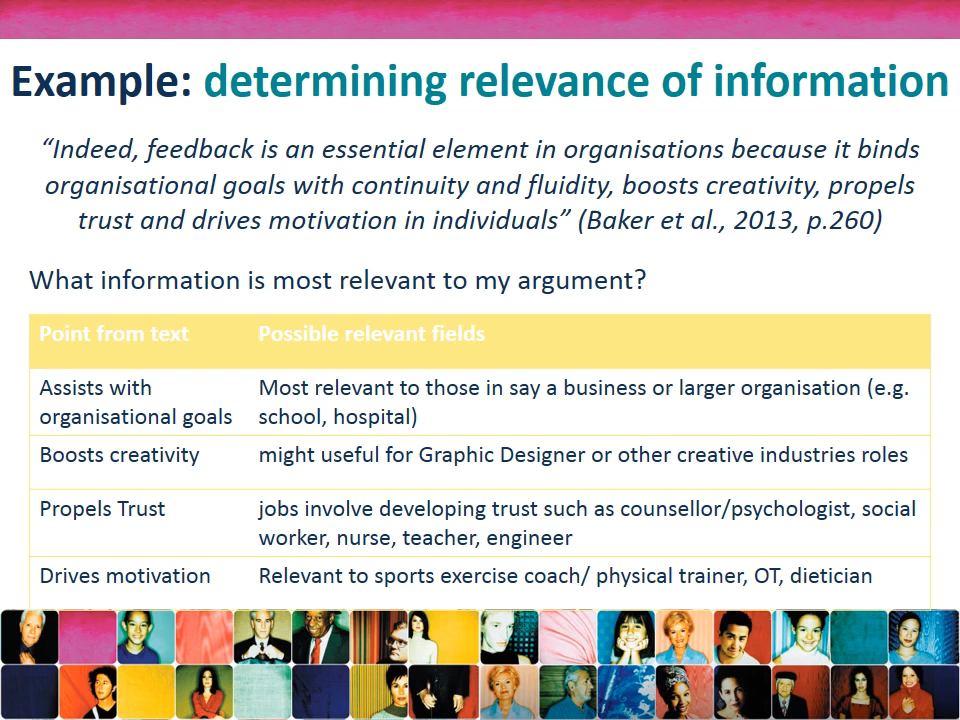 Example: determining relevance of information
“Indeed, feedback is an essential element in organisations because it binds
organisational goals with continuity and fluidity, boosts creativity, propels
trust and drives motivation in individuals” (Baker et al., 2013, p.260)
What information is most relevant to my argument?
Point from text Possible relevant fields
Assists with organisational goals Most relevant to those in say a business or larger organisation (e.g. school, hospital)
Boosts creativity might useful for Graphic Designer or other creative industries roles
Propels Trust jobs involve developing trust such as counsellor/psychologist, social worker, nurse, teacher, engineer
Drives motivation Relevant to sports exercise coach/ physical trainer, OT, dietician